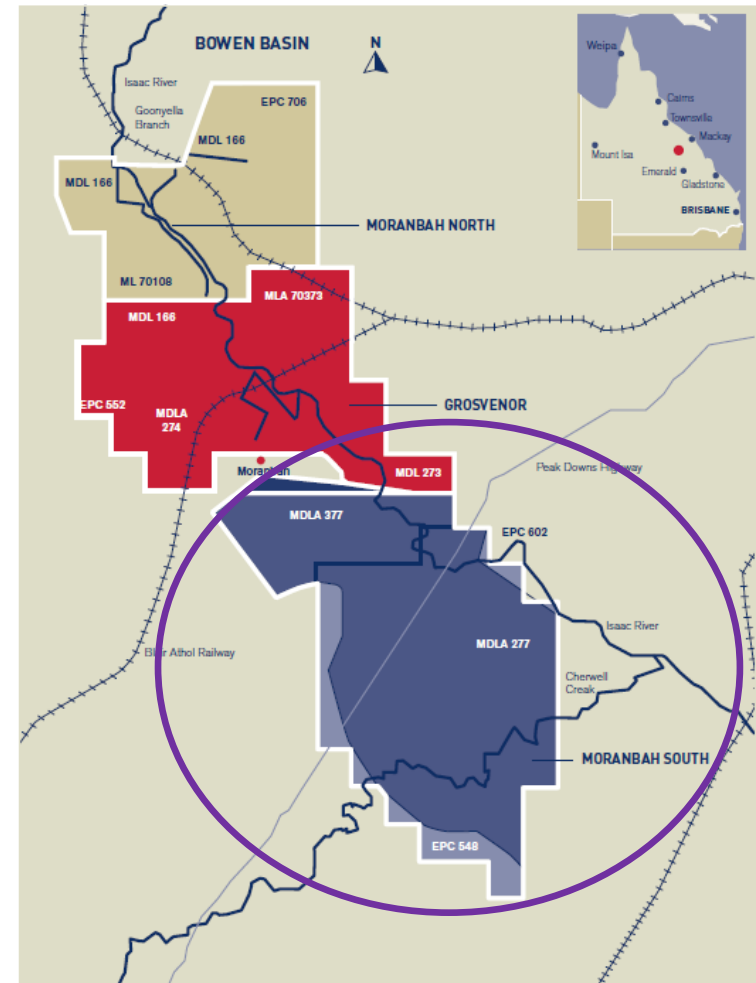 BOWEN BASIN
N
Isaac River
Goonyella
Branch
EPC 706
MDL 166
MDL 166
MORANBAH NORTH
ML 70108
MLA 70373
MDL 166
EPC 552
MDLA
274
GROSVENOR
Moranbah
MDL 273
Peak Downs Highway
MDLA 377
EPC 602
Isaac River
MDLA 277
Blair Athol Railway
Cherwell
Creak
MORANBAH SOUTH
EPC 548
Weipa
Cairns
Townsville
Mackay
Mount Isa
Emerald
Gladstone
BRISBANE